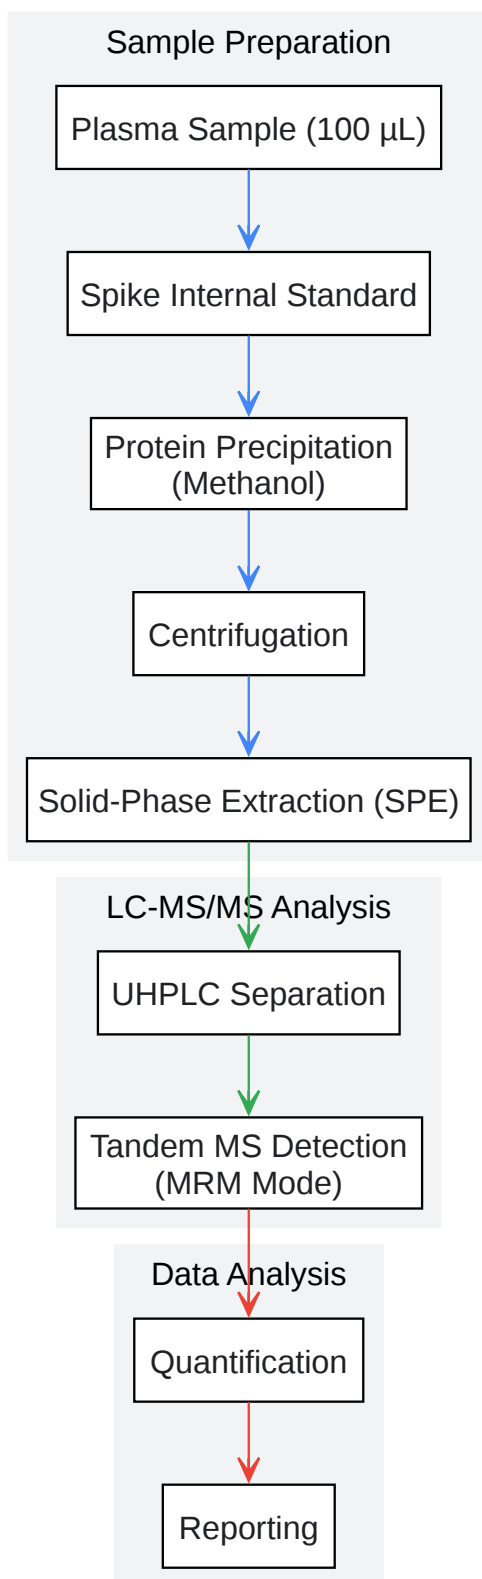 Sample Preparation
Plasma Sample (100 µL)
Spike Internal Standard
Protein Precipitation
(Methanol)
Centrifugation
Solid-Phase Extraction (SPE)
LC-MS/MS Analysis
UHPLC Separation
Tandem MS Detection
(MRM Mode)
Data Analysis
Quantification
Reporting